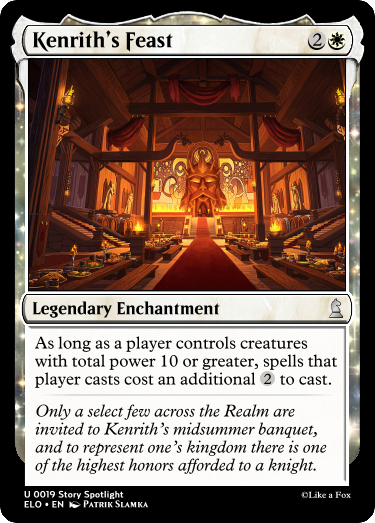 Kenrith's Feast 2
Legendary Enchantment
As long as a player controls creatures
with total power 10 or greater, spells that
player casts cost an additional 2 to cast.
Only a select few across the Realm are
invited to Kenrith's midsummer banquet,
and to represent one's kingdom there is one
of the highest honors afforded to a knight.
U 0019 Story Spotlight
ELO • EN Patrik Slamka
©Like a Fox